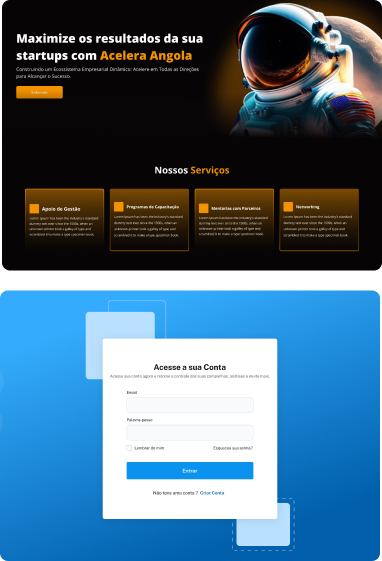 Maximize os resultados da sua
startups com Acelera Angola
Construindo um Ecossistema Empresarial Dinâmico: Acelere em Todas as Direções
para Alcançar o Sucesso.
Nossos Serviços
Apoio de Gestão
Programas de Capacitação
Mentorias com Parceiros
Networking
Lorem Ipsum has been the industry's standard
dummy text ever since the 1500s, when an
unknown printer took a galley of type and
scrambled it to make a type specimen book.
Lorem Ipsum has been the industry's standard
dummy text ever since the 1500s, when an
unknown printer took a galley of type and
scrambled it to make a type specimen book.
Lorem Ipsum has been the industry's standard
dummy text ever since the 1500s, when an
unknown printer took a galley of type and
scrambled it to make a type specimen book.
Lorem Ipsum has been the industry's standard
dummy text ever since the 1500s, when an
unknown printer took a galley of type and
scrambled it to make a type specimen book.
Acesse a sua Conta
Acesse sua conta agora e retome o controle das suas campanhas, análises e muito mais.
Email
Palavra-passe
Lembrar de mim
Esqueceu sua senha?
Entrar
Não tens uma conta ? Criar Conta